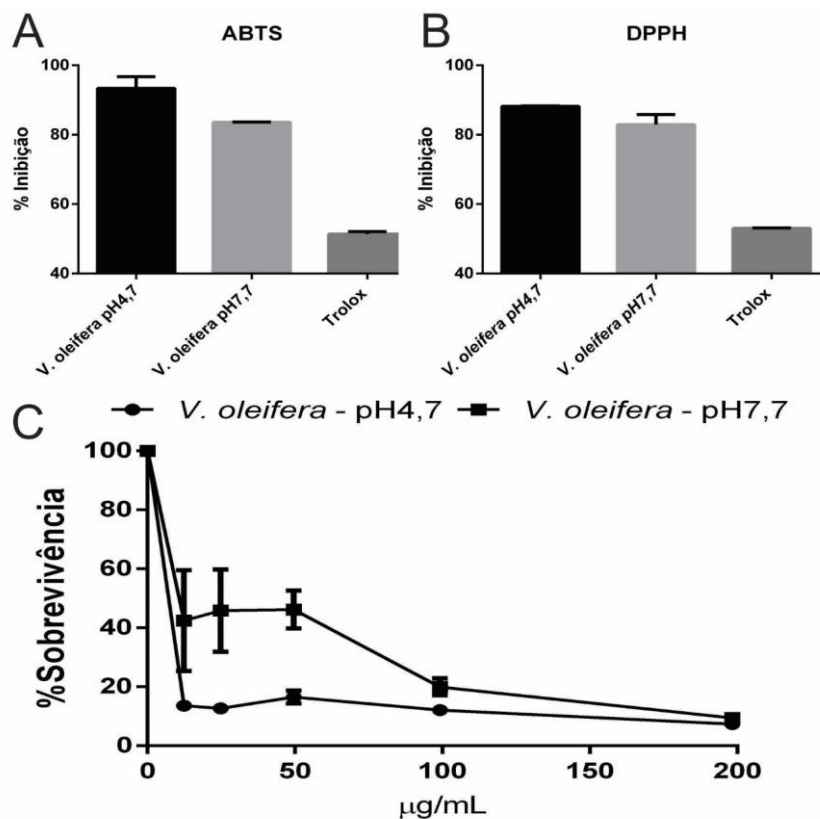 A
ABTS
% Inibição
100
80
60
40
V. oleifera pH4,7
V. oleifera pH7,7
Trolox
B
DPPH
% Inibição
100
80
60
40
V. oleifera pH4,7
V. oleifera pH7,7
Trolox
C
V. oleifera - pH4,7
V. oleifera - pH7,7
%Sobrevivência
100
80
60
40
20
0
0
50
100
150
200
µg/mL